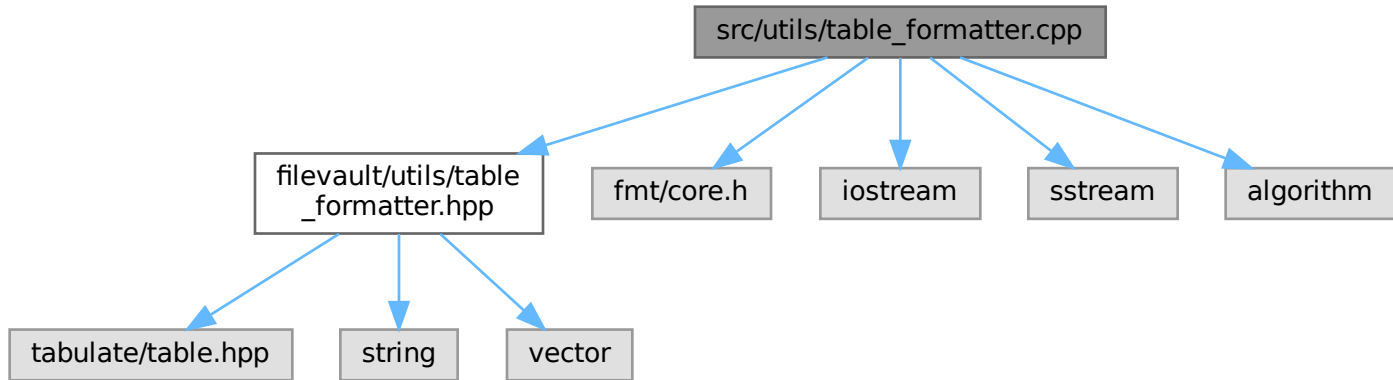 src/utils/table_formatter.cpp
filevault/utils/table
_formatter.hpp
fmt/core.h
iostream
sstream
algorithm
tabulate/table.hpp
string
vector